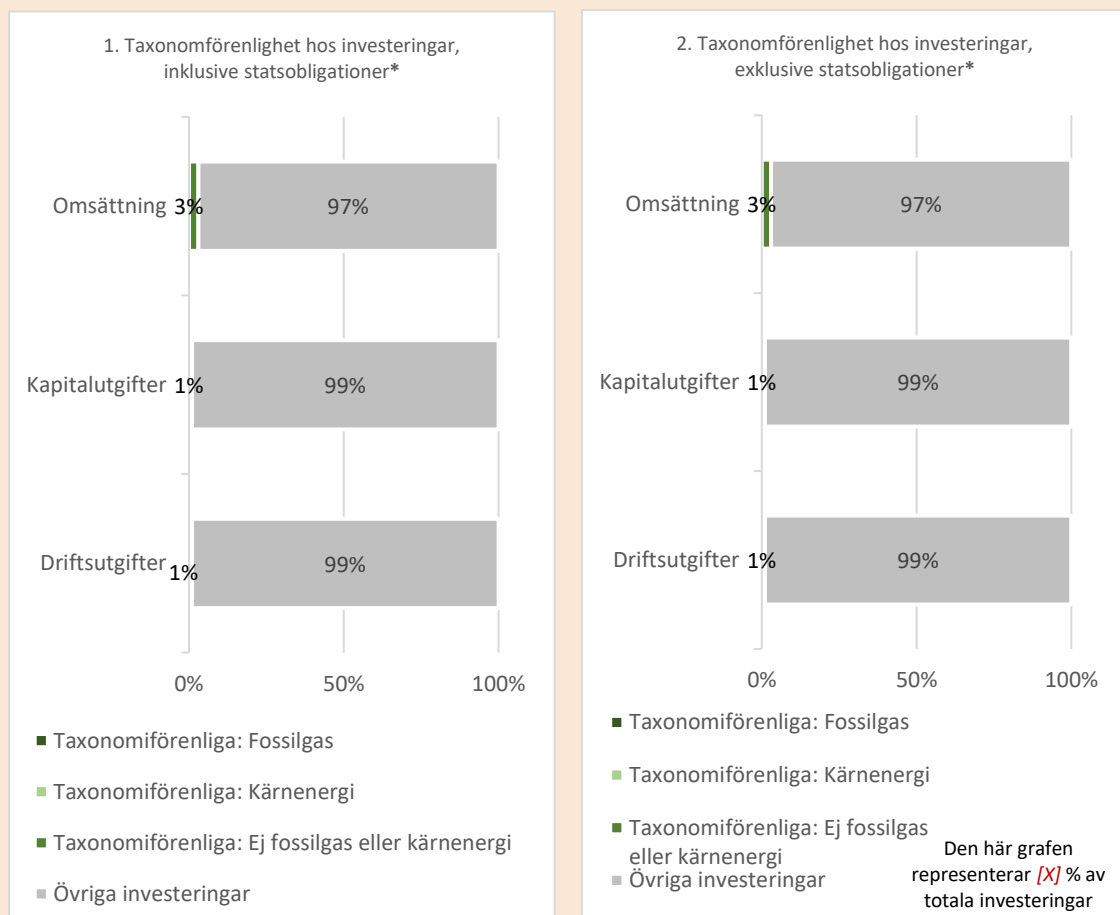 1. Taxonomförenlighet hos investeringar,
inklusive statsobligationer*
Omsättning 3% 97%
Kapitalutgifter 1% 99%
Driftsutgifter 1% 99%
0% 50% 100%
Taxonomiförenliga: Fossilgas
Taxonomiförenliga: Kärnenergi
Taxonomiförenliga: Ej fossilgas eller kärnenergi
Övriga investeringar
2. Taxonomförenlighet hos investeringar,
exklusive statsobligationer*
Omsättning 3% 97%
Kapitalutgifter 1% 99%
Driftsutgifter 1% 99%
0% 50% 100%
Taxonomiförenliga: Fossilgas
Taxonomiförenliga: Kärnenergi
Taxonomiförenliga: Ej fossilgas
eller kärnenergi
Övriga investeringar
Den här grafen
representerar [X] % av
totala investeringar